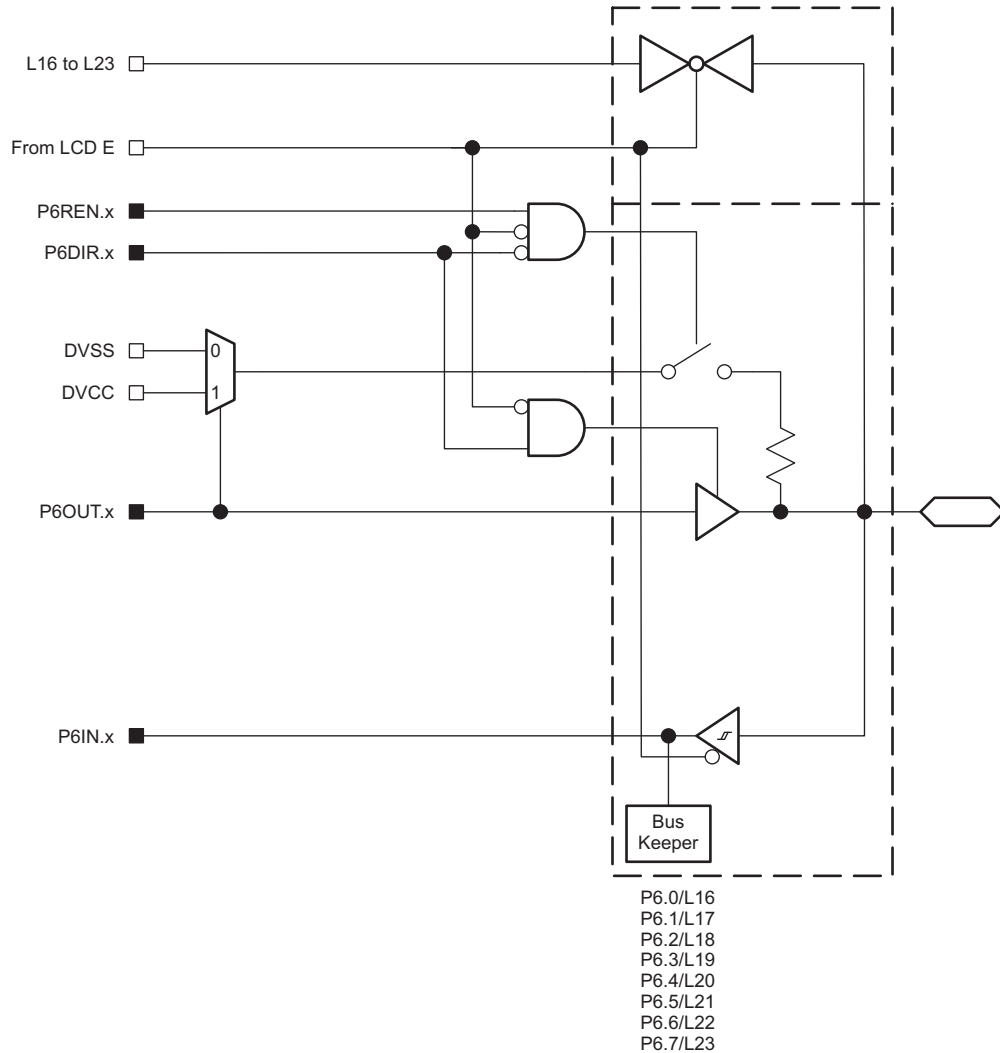 L16 to L23
From LCD E
P6REN.x
P6DIR.x
DVSS
0
DVCC
1
P6OUT.x
P6IN.x
Bus
Keeper
P6.0/L16
P6.1/L17
P6.2/L18
P6.3/L19
P6.4/L20
P6.5/L21
P6.6/L22
P6.7/L23